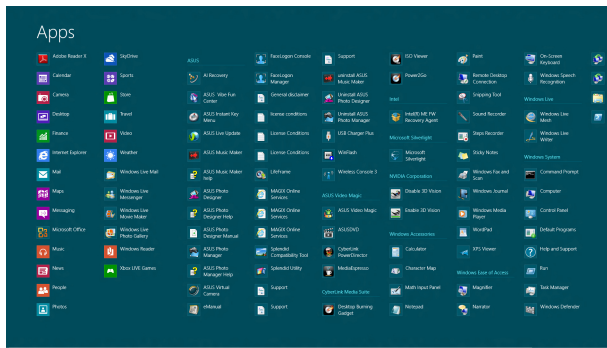 Apps
Adobe Reader X
Calendar
Camera
Desktop
Finance
Internet Explorer
Mail
Maps
Messaging
Microsoft Office
Music
News
People
Photos
SkyDrive
Sports
Store
Travel
Video
Weather
Windows Live Mail
Windows Live
Messenger
Windows Live
Movie Maker
Windows Live
Photo Gallery
Windows Reader
Xbox LIVE Games
ASUS
AI Recovery
ASUS Vibe Fun
Center
ASUS Instant Key
Menu
ASUS Live Update
ASUS Music Maker
ASUS Music Maker
help
ASUS Photo
Designer
ASUS Photo
Designer Help
ASUS Photo
Designer Manual
ASUS Photo
Manager
ASUS Photo
Manager Help
ASUS Virtual
Camera
eManual
FaceLogon Console
FaceLogon
Manager
General disclaimer
license conditions
License Conditions
License Conditions
LifeFrame
MAGIX Online
Services
MAGIX Online
Services
MAGIX Online
Services
Splendid
Compatibility Tool
Splendid Utility
Support
Support
Support
uninstall ASUS
Music Maker
Uninstall ASUS
Photo Designer
Uninstall ASUS
Photo Manager
USB Charger Plus
WinFlash
Wireless Console 3
ASUS Video Magic
ASUS Video Magic
ASUSDVD
CyberLink
PowerDirector
MediaEspresso
CyberLink Media Suite
Desktop Burning
Gadget
ISO Viewer
Power2Go
Intel
Intel(R) ME FW
Recovery Agent
Microsoft Silverlight
Microsoft
Silverlight
NVIDIA Corporation
Disable 3D Vision
Enable 3D Vision
Windows Accessories
Calculator
Character Map
Math Input Panel
Notepad
Paint
Remote Desktop
Connection
Snipping Tool
Sound Recorder
Steps Recorder
Sticky Notes
Windows Fax and
Scan
Windows Journal
Windows Media
Player
WordPad
XPS Viewer
Windows Ease of Access
Magnifier
Narrator
On-Screen
Keyboard
Windows Speech
Recognition
Windows Live
Windows Live
Mesh
Windows Live
Writer
Windows System
Command Prompt
Computer
Control Panel
Default Programs
Help and Support
Run
Task Manager
Windows Defender